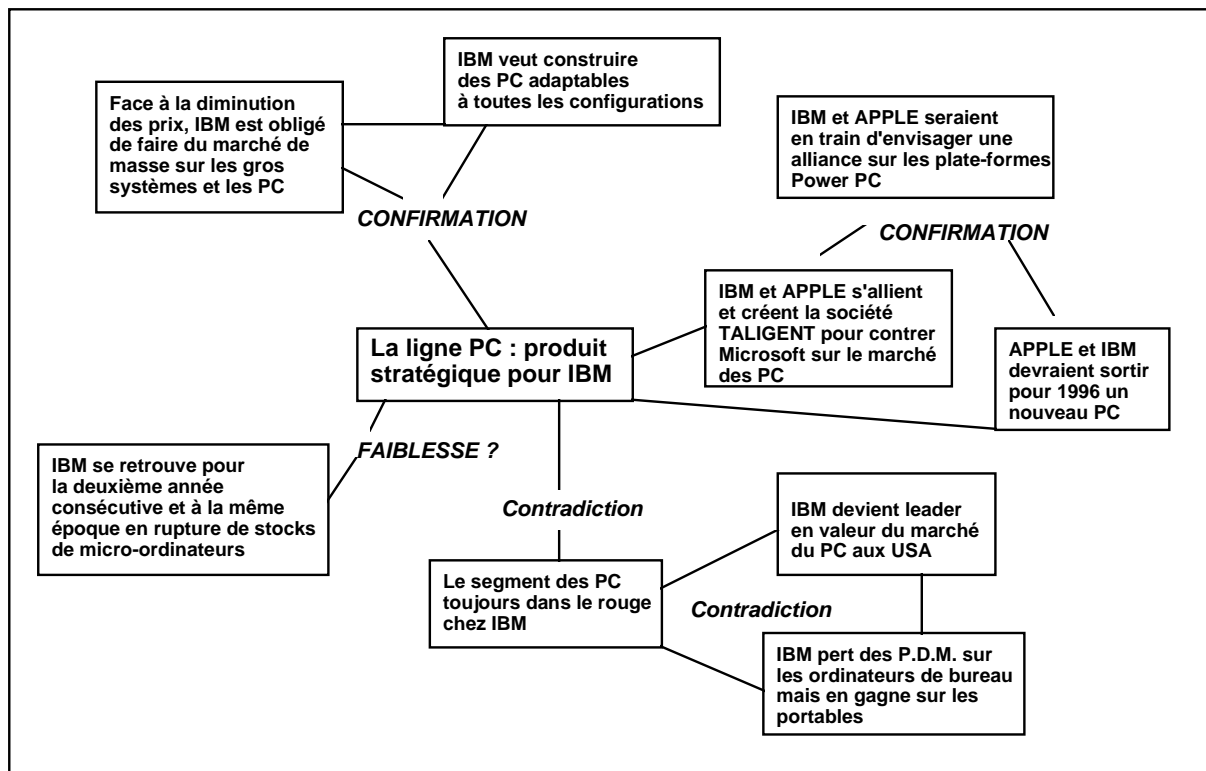 IBM veut construire
des PC adaptables
à toutes les configurations
Face à la diminution
des prix, IBM est obligé
de faire du marché de
masse sur les gros
systèmes et les PC
IBM et APPLE seraient
en train d'envisager une
alliance sur les plate-formes
Power PC
CONFIRMATION
CONFIRMATION
IBM et APPLE s'allient
et créent la société
TALIGENT pour contrer
Microsoft sur le marché
des PC
La ligne PC : produit
stratégique pour IBM
APPLE et IBM
devraient sortir
pour 1996 un
nouveau PC
FAIBLESSE ?
IBM se retrouve pour
la deuxième année
consécutive et à la même
époque en rupture de stocks
de micro-ordinateurs
Contradiction
IBM devient leader
en valeur du marché
du PC aux USA
Le segment des PC
toujours dans le rouge
chez IBM
Contradiction
IBM pert des P.D.M. sur
les ordinateurs de bureau
mais en gagne sur les
portables